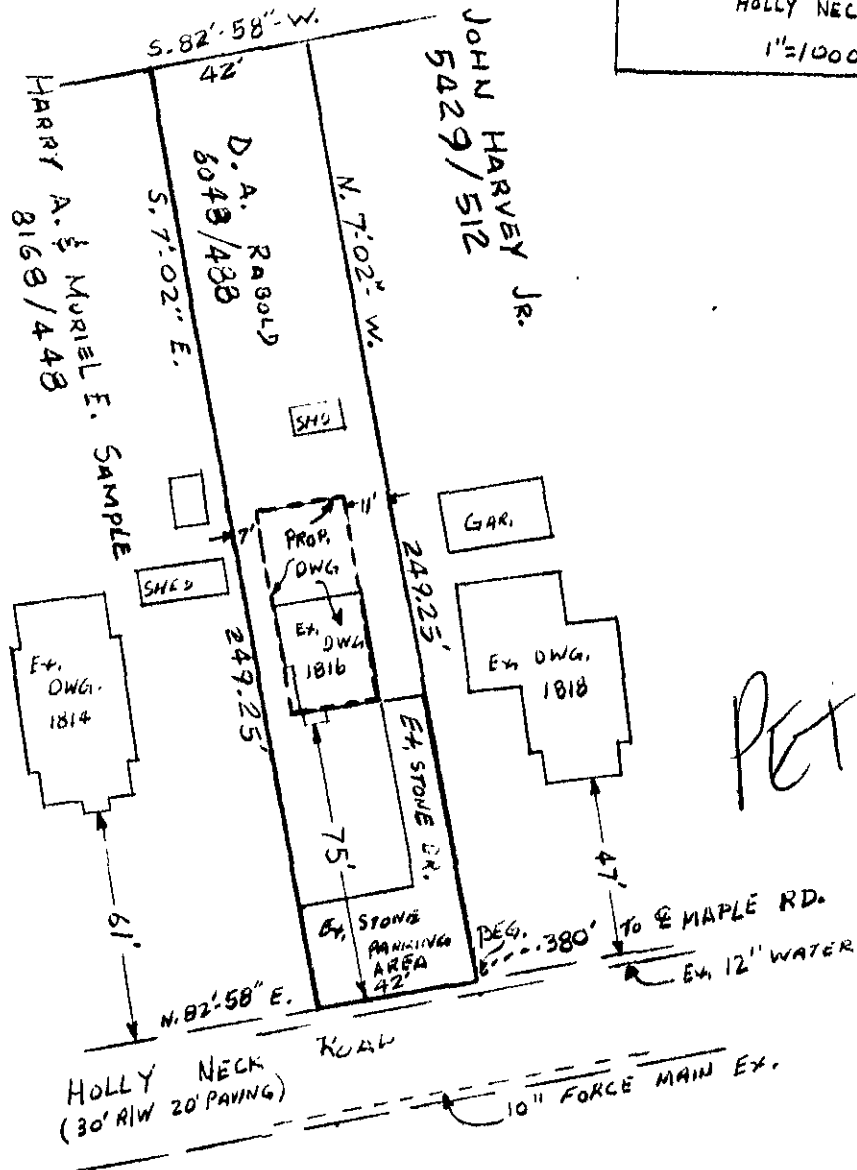 HOLLY NEC
1"=1000
S. 82'-58"-W.
42'
JOHN HARVEY JR.
5429/512
HARRY A. & MURIEL E. SAMPLE
8168/448
D. A. RABOLD
6048/488
S. 7'-02" E.
N. 7'-02"- W.
SHD
7'
11'
GAR.
PROP.
DWG.
SHED
249.25'
249.25'
EX. DWG.
1816
EX. DWG.
1814
EX. DWG.
1818
EX. STONE DR.
75'
61'
47'
PET
EX. STONE
PARKING
AREA
42'
BEG.
380'
TO ℄ MAPLE RD.
EX. 12" WATER
N. 82'-58" E.
HOLLY NECK ROAD
(30' R/W 20' PAVING)
10" FORCE MAIN EX.